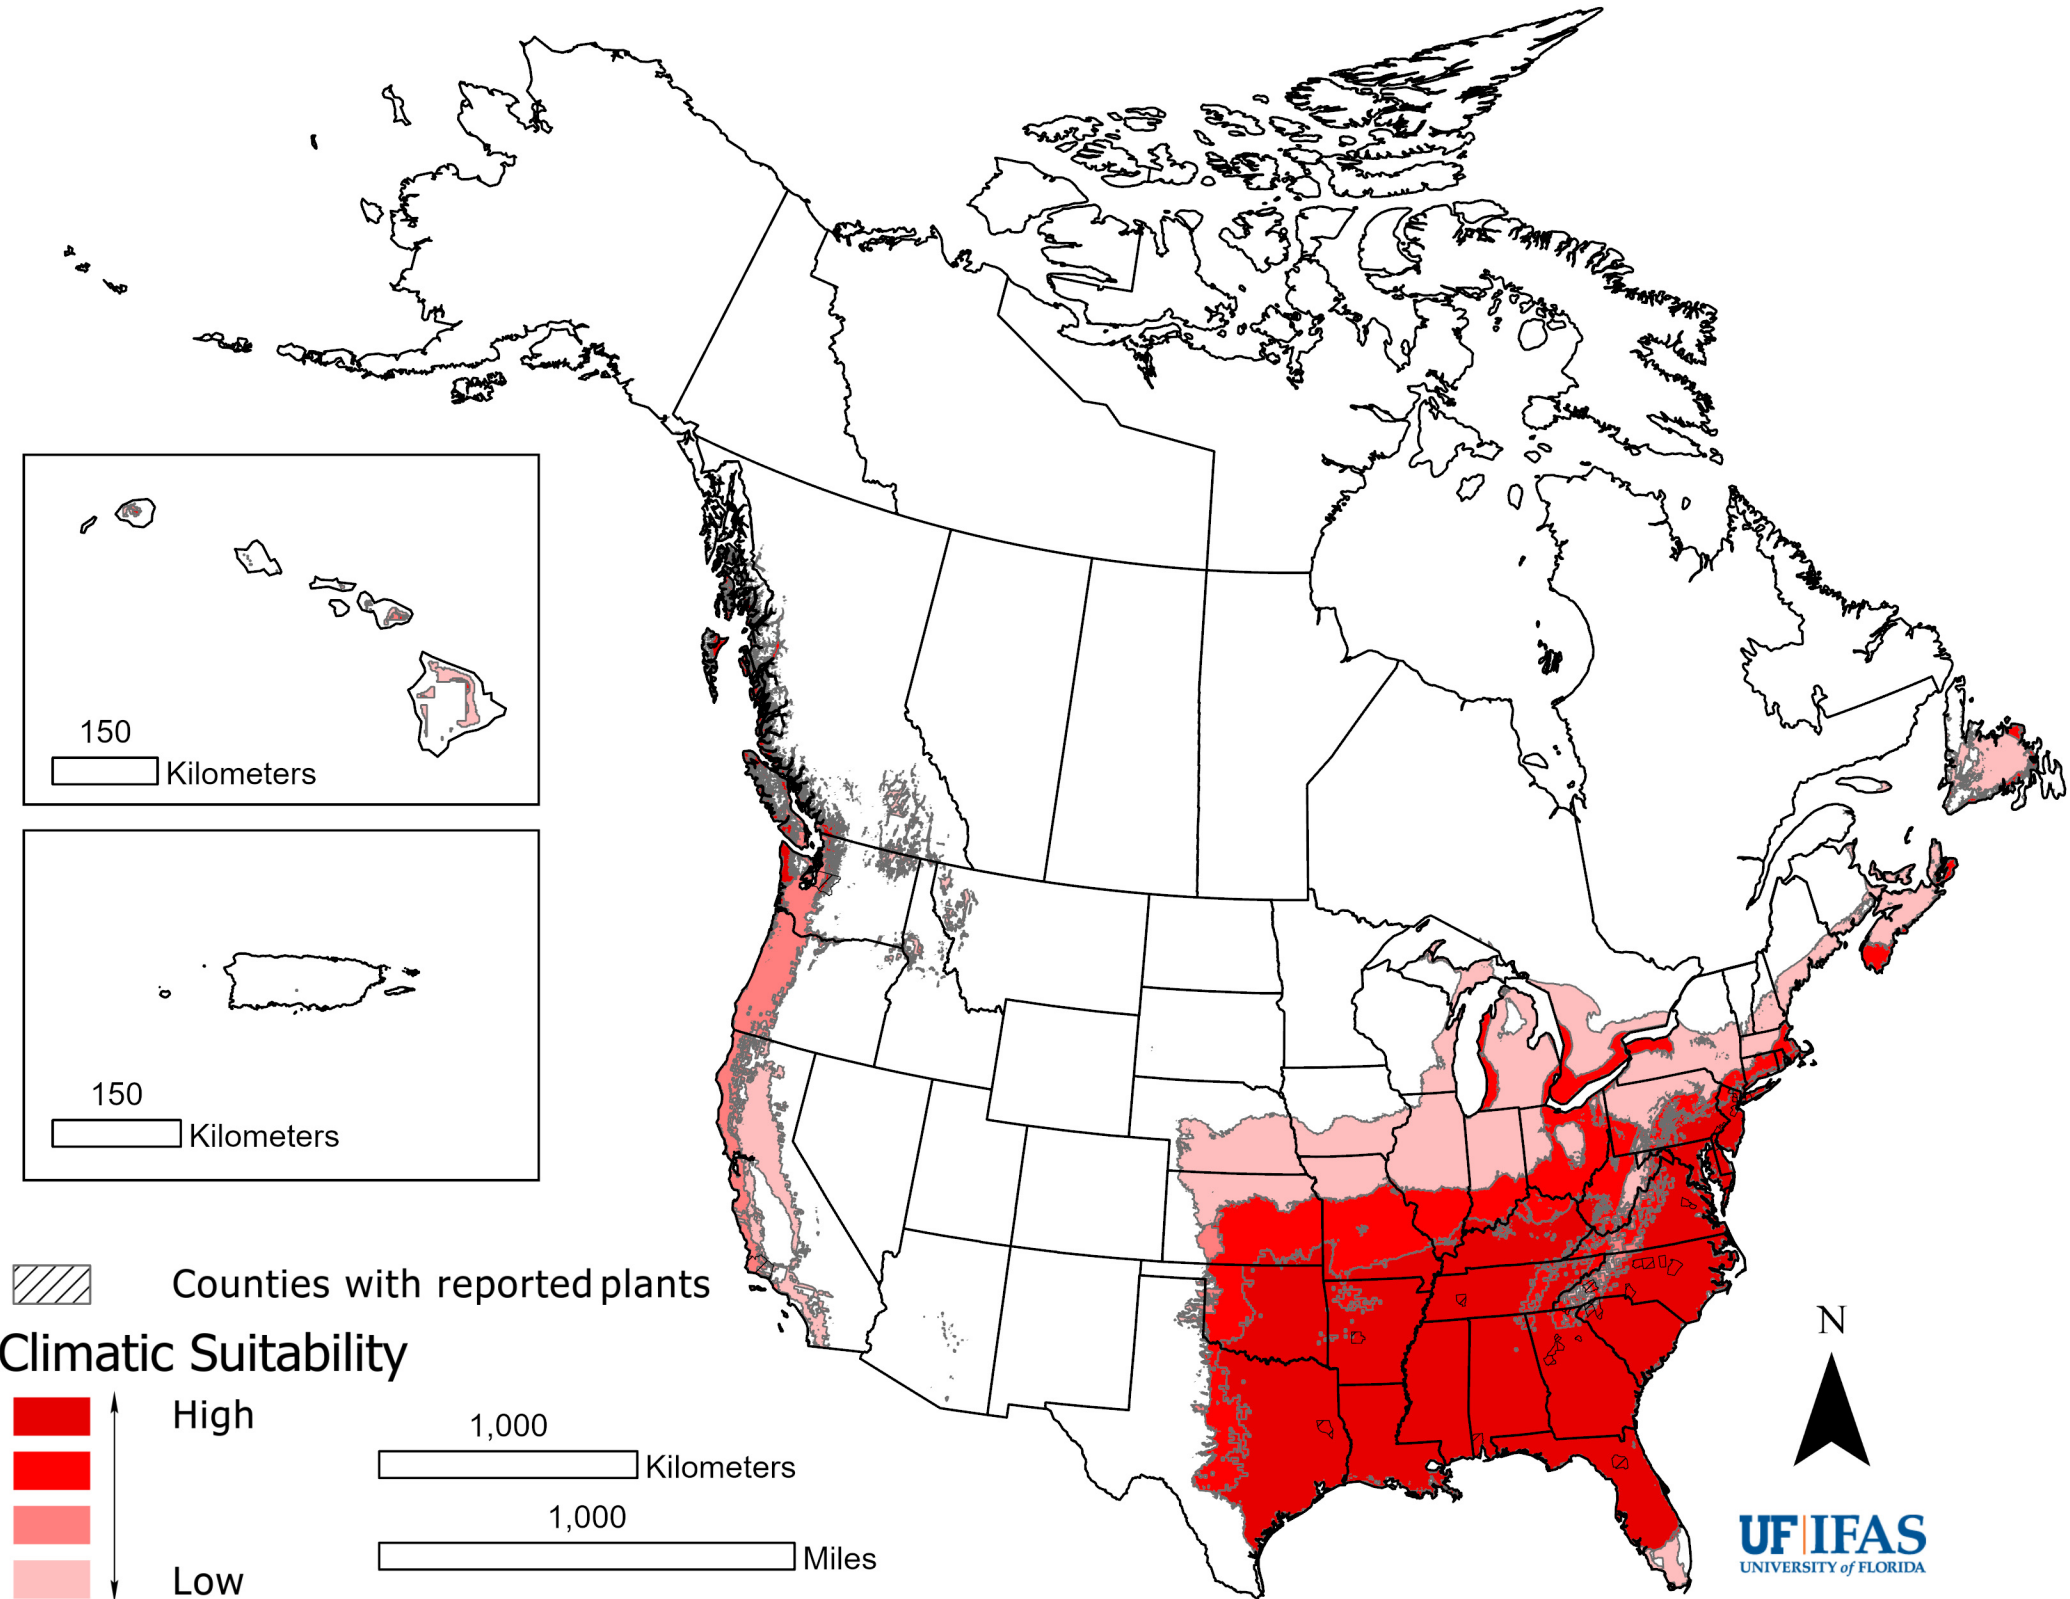 150
Kilometers
150
Kilometers
Counties with reported plants
Climatic Suitability
High
Low
1,000
Kilometers
1,000
Miles
N
UF|IFAS
UNIVERSITY of FLORIDA